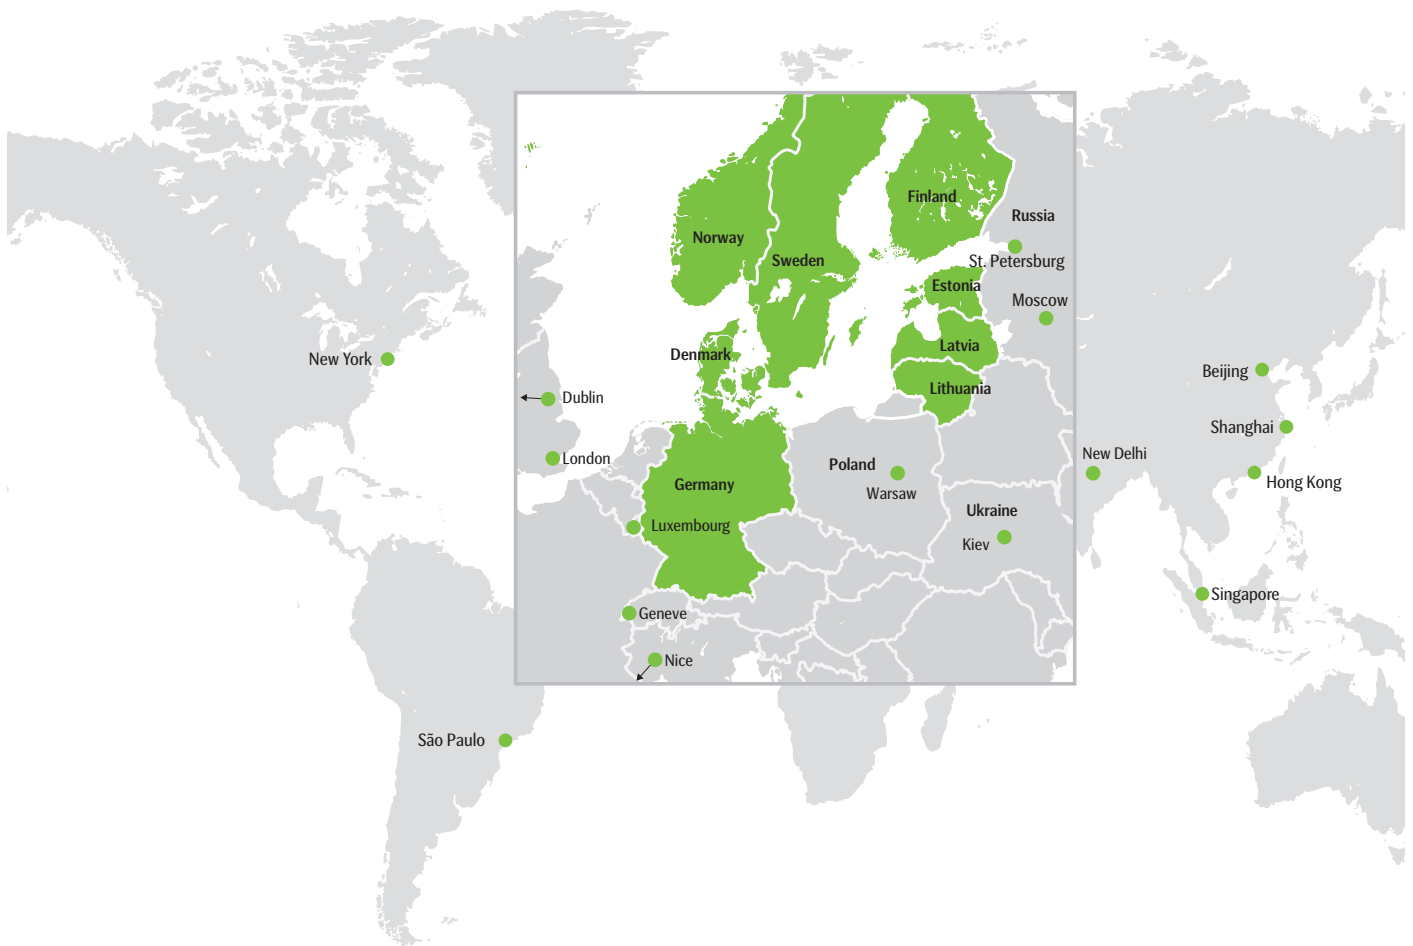 Finland
Russia
Norway
Sweden
St. Petersburg
Estonia
Moscow
Latvia
Denmark
New York
Lithuania
Beijing
Dublin
Shanghai
London
New Delhi
Poland
Warsaw
Germany
Hong Kong
Ukraine
Luxembourg
Kiev
Singapore
Geneve
Nice
São Paulo